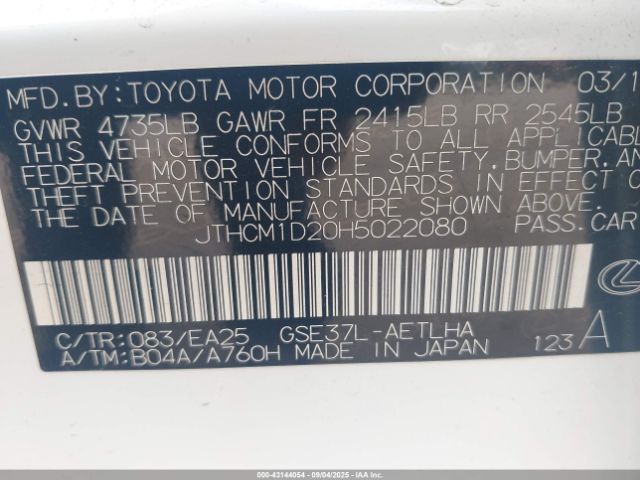 MFD.BY:TOYOTA MOTOR CORPORATION 03/1
GVWR 4735LB GAWR FR 2415LB RR 2545LB
THIS VEHICLE CONFORMS TO ALL APPLICABL
FEDERAL MOTOR VEHICLE SAFETY,BUMPER,AN
THEFT PREVENTION STANDARDS IN EFFECT O
THE DATE OF MANUFACTURE SHOWN ABOVE.
JTHCM1D20H5022080 PASS.CAR
C/TR:083/EA25 GSE37L-AETLHA
A/TM:B04A/A760H MADE IN JAPAN 123 A
000-43144054 - 09/04/2025 - IAAI.COM